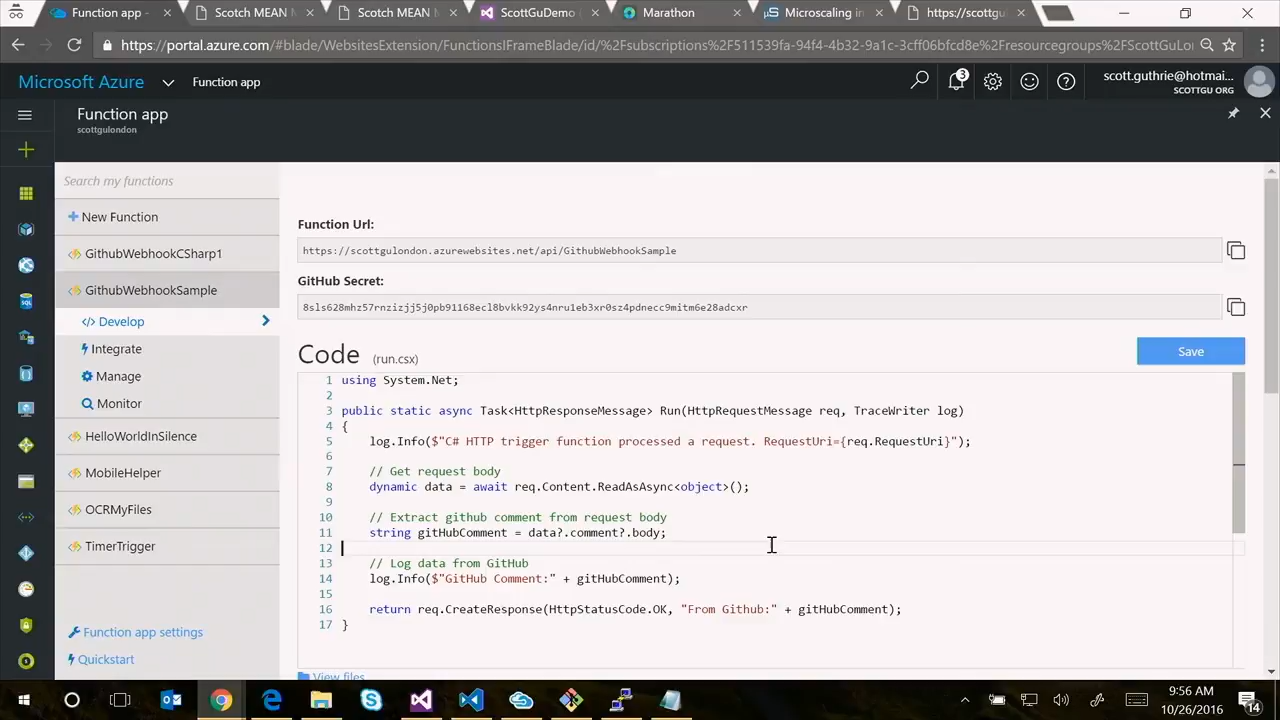 Function app -
Scotch MEAN
Scotch MEAN
ScottGuDemo
Marathon
Microscaling in
https://scottgu
https://portal.azure.com/#blade/WebsitesExtension/FunctionsIFrameBlade/id/%2Fsubscriptions%2F511539fa-94f4-4b32-9a1c-3cff06bfcd8e%2Fresourcegroups%2FScottGuLo
Microsoft Azure
Function app
3
scott.guthrie@hotmai...
SCOTTGU ORG
Function app
scottgulondon
Search my functions
New Function
GithubWebhookCSharp1
GithubWebhookSample
</> Develop
Integrate
Manage
Monitor
HelloWorldInSilence
MobileHelper
OCRMyFiles
TimerTrigger
Function app settings
Quickstart
Function Url:
https://scottgulondon.azurewebsites.net/api/GithubWebhookSample
GitHub Secret:
8sls628mhz57rnzizjj5j0pb91168ecl8bvkk92ys4nru1eb3xr0sz4pdnecc9mitm6e28adcxr
Code (run.csx)
Save
1 using System.Net;
2
3 public static async Task<HttpResponseMessage> Run(HttpRequestMessage req, TraceWriter log)
4 {
5 log.Info($"C# HTTP trigger function processed a request. RequestUri={req.RequestUri}");
6
7 // Get request body
8 dynamic data = await req.Content.ReadAsAsync<object>();
9
10 // Extract github comment from request body
11 string gitHubComment = data?.comment?.body;
12
13 // Log data from GitHub
14 log.Info($"GitHub Comment:" + gitHubComment);
15
16 return req.CreateResponse(HttpStatusCode.OK, "From Github:" + gitHubComment);
17 }
View files
9:56 AM
10/26/2016
14